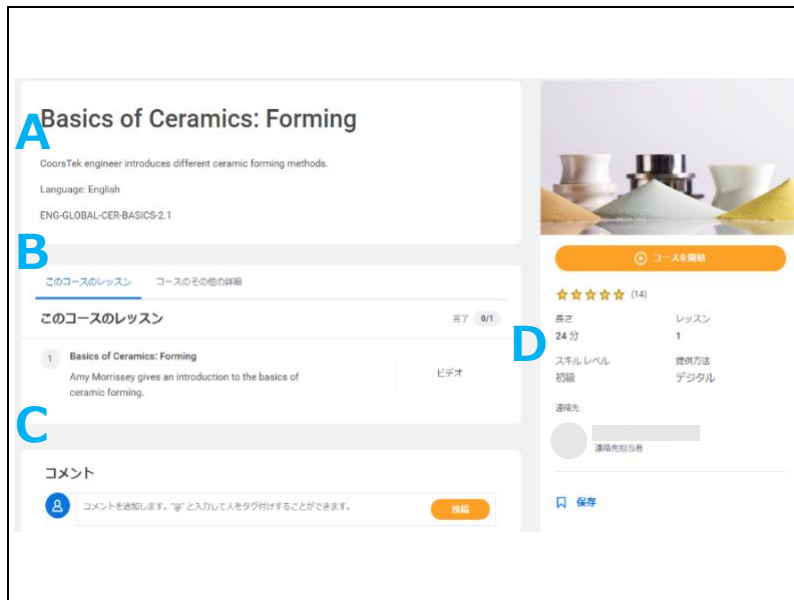 A
Basics of Ceramics: Forming
CoorsTek engineer introduces different ceramic forming methods.
Language: English
ENG-GLOBAL-CER-BASICS-2.1
B
このコースのレッスン
コースのその他の詳細
このコースのレッスン
完了 0/1
1
Basics of Ceramics: Forming
Amy Morrissey gives an introduction to the basics of
ceramic forming.
ビデオ
C
コメント
コメントを追加します。"@" と入力して人をタグ付けすることができます。
投稿
コースを開始
(14)
D
長さ
レッスン
24 分
1
スキル レベル
提供方法
初級
デジタル
連絡先
連絡先担当者
保存